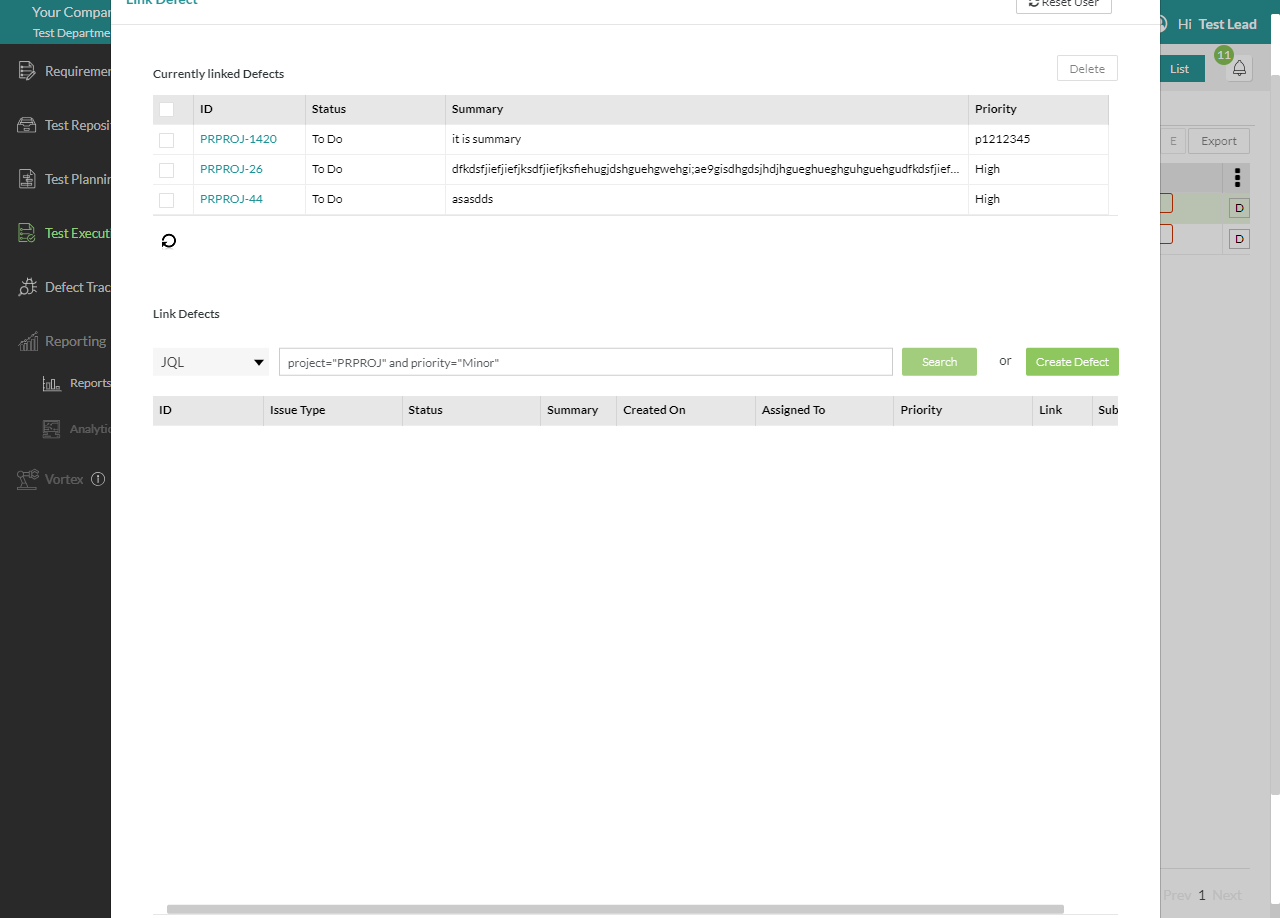 Your Compan
Test Departme
Link Defect
Reset User
Hi Test Lead
List
11
Requiremen
Test Reposit
Test Plannin
Test Executi
Defect Trac
Reporting
Reports
Analytic
Vortex
Currently linked Defects
Delete
ID Status Summary Priority
PRPROJ-1420 To Do it is summary p1212345
PRPROJ-26 To Do dfkdsfjiefjiefjksdfjiefjksfiehugjdshguehgwehgi;ae9gisdhgdsjhdjhgueghueghguhguehgudfkdsfjief... High
PRPROJ-44 To Do asasdds High
Link Defects
JQL project="PRPROJ" and priority="Minor" Search or Create Defect
ID Issue Type Status Summary Created On Assigned To Priority Link Sub
E Export
D
D
Prev 1 Next